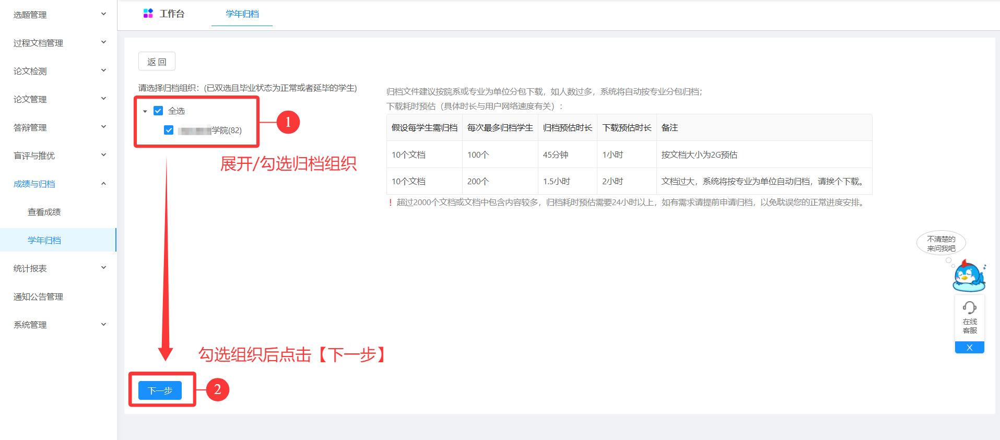 选题管理
过程文档管理
论文检测
论文管理
答辩管理
盲评与推优
成绩与归档
查看成绩
学年归档
统计报表
通知公告管理
系统管理
工作台
学年归档
返 回
请选择归档组织：(已双选且毕业状态为正常或者延毕的学生)
全选
学院(82)
1
展开/勾选归档组织
勾选组织后点击【下一步】
下一步
2
归档文件建议按院系或专业为单位分包下载，如人数过多，系统将自动按专业分包归档；
下载耗时预估（具体时长与用户网络速度有关）：
假设每学生需归档 每次最多归档学生 归档预估时长 下载预估时长 备注
10个文档 100个 45分钟 1小时 按文档大小为2G预估
10个文档 200个 1.5小时 2小时 文档过大，系统将按专业为单位自动归档，请挨个下载。
！超过2000个文档或文档中包含内容较多，归档耗时预估需要24小时以上，如有需求请提前申请归档，以免耽误您的正常进度安排。
不清楚的
来问我吧
在线
客服
X